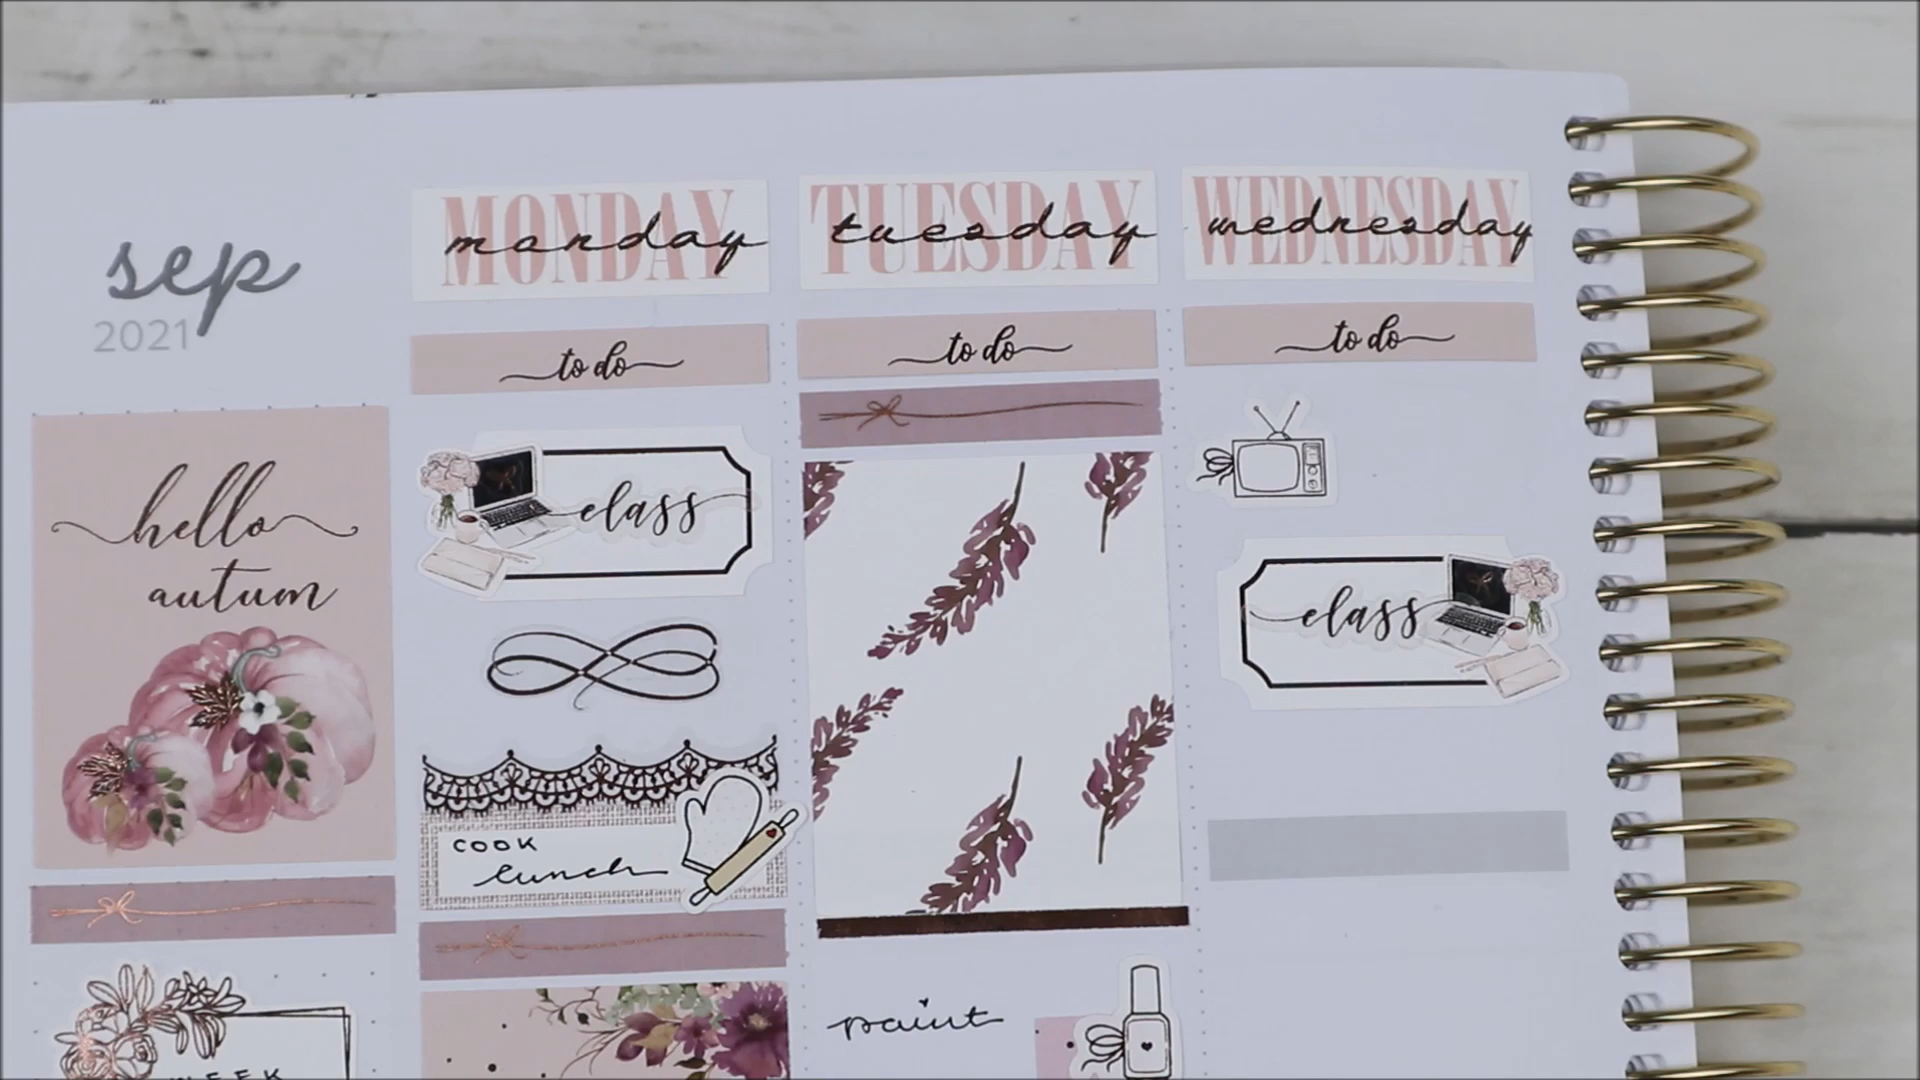 sep
2021
hello
autumn
MONDAY
monday
to do
class
COOK
lunch
TUESDAY
tuesday
to do
paint
WEDNESDAY
wednesday
to do
class